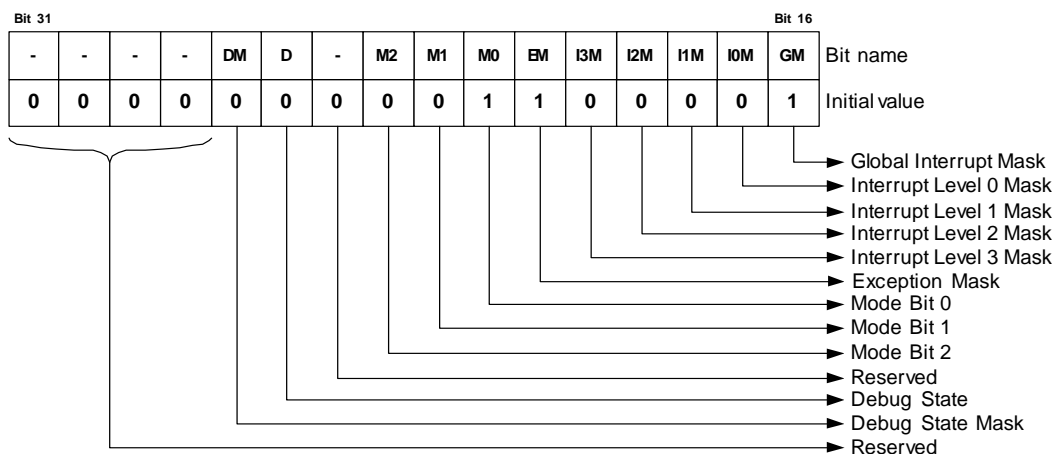 Bit 31 Bit 16
- - - - DM D - M2 M1 M0 EM I3M I2M I1M I0M GM Bit name
0 0 0 0 0 0 0 0 0 1 1 0 0 0 0 1 Initial value
Global Interrupt Mask
Interrupt Level 0 Mask
Interrupt Level 1 Mask
Interrupt Level 2 Mask
Interrupt Level 3 Mask
Exception Mask
Mode Bit 0
Mode Bit 1
Mode Bit 2
Reserved
Debug State
Debug State Mask
Reserved